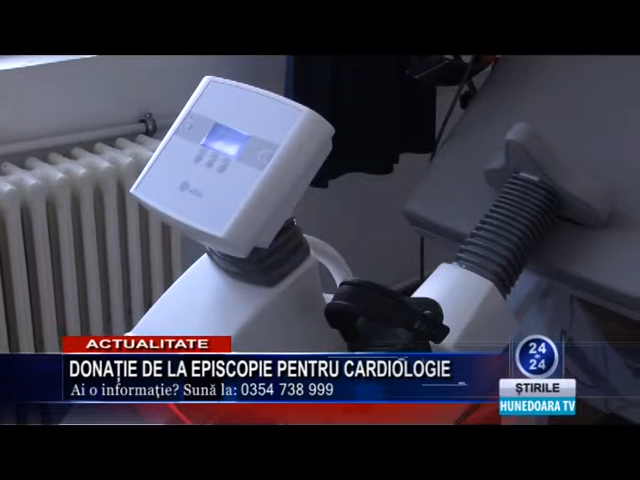 ACTUALITATE
DONAȚIE DE LA EPISCOPIE PENTRU CARDIOLOGIE
Ai o informație? Sună la: 0354 738 999
24
24
ȘTIRILE
HUNEDOARA TV